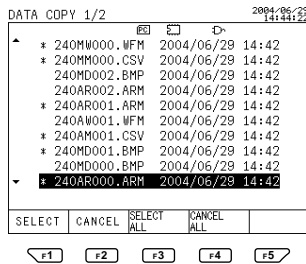 DATA COPY 1/2
2004/06/29
14:44:22
PC
* 240MW000.WFM 2004/06/29 14:42
* 240MM000.CSV 2004/06/29 14:42
240MD002.BMP 2004/06/29 14:42
240AR002.ARM 2004/06/29 14:42
* 240AR001.ARM 2004/06/29 14:42
240AW001.WFM 2004/06/29 14:42
* 240AM001.CSV 2004/06/29 14:42
* 240MD001.BMP 2004/06/29 14:42
240MD000.BMP 2004/06/29 14:42
* 240AR000.ARM 2004/06/29 14:42
SELECT CANCEL SELECT ALL CANCEL ALL
F1 F2 F3 F4 F5